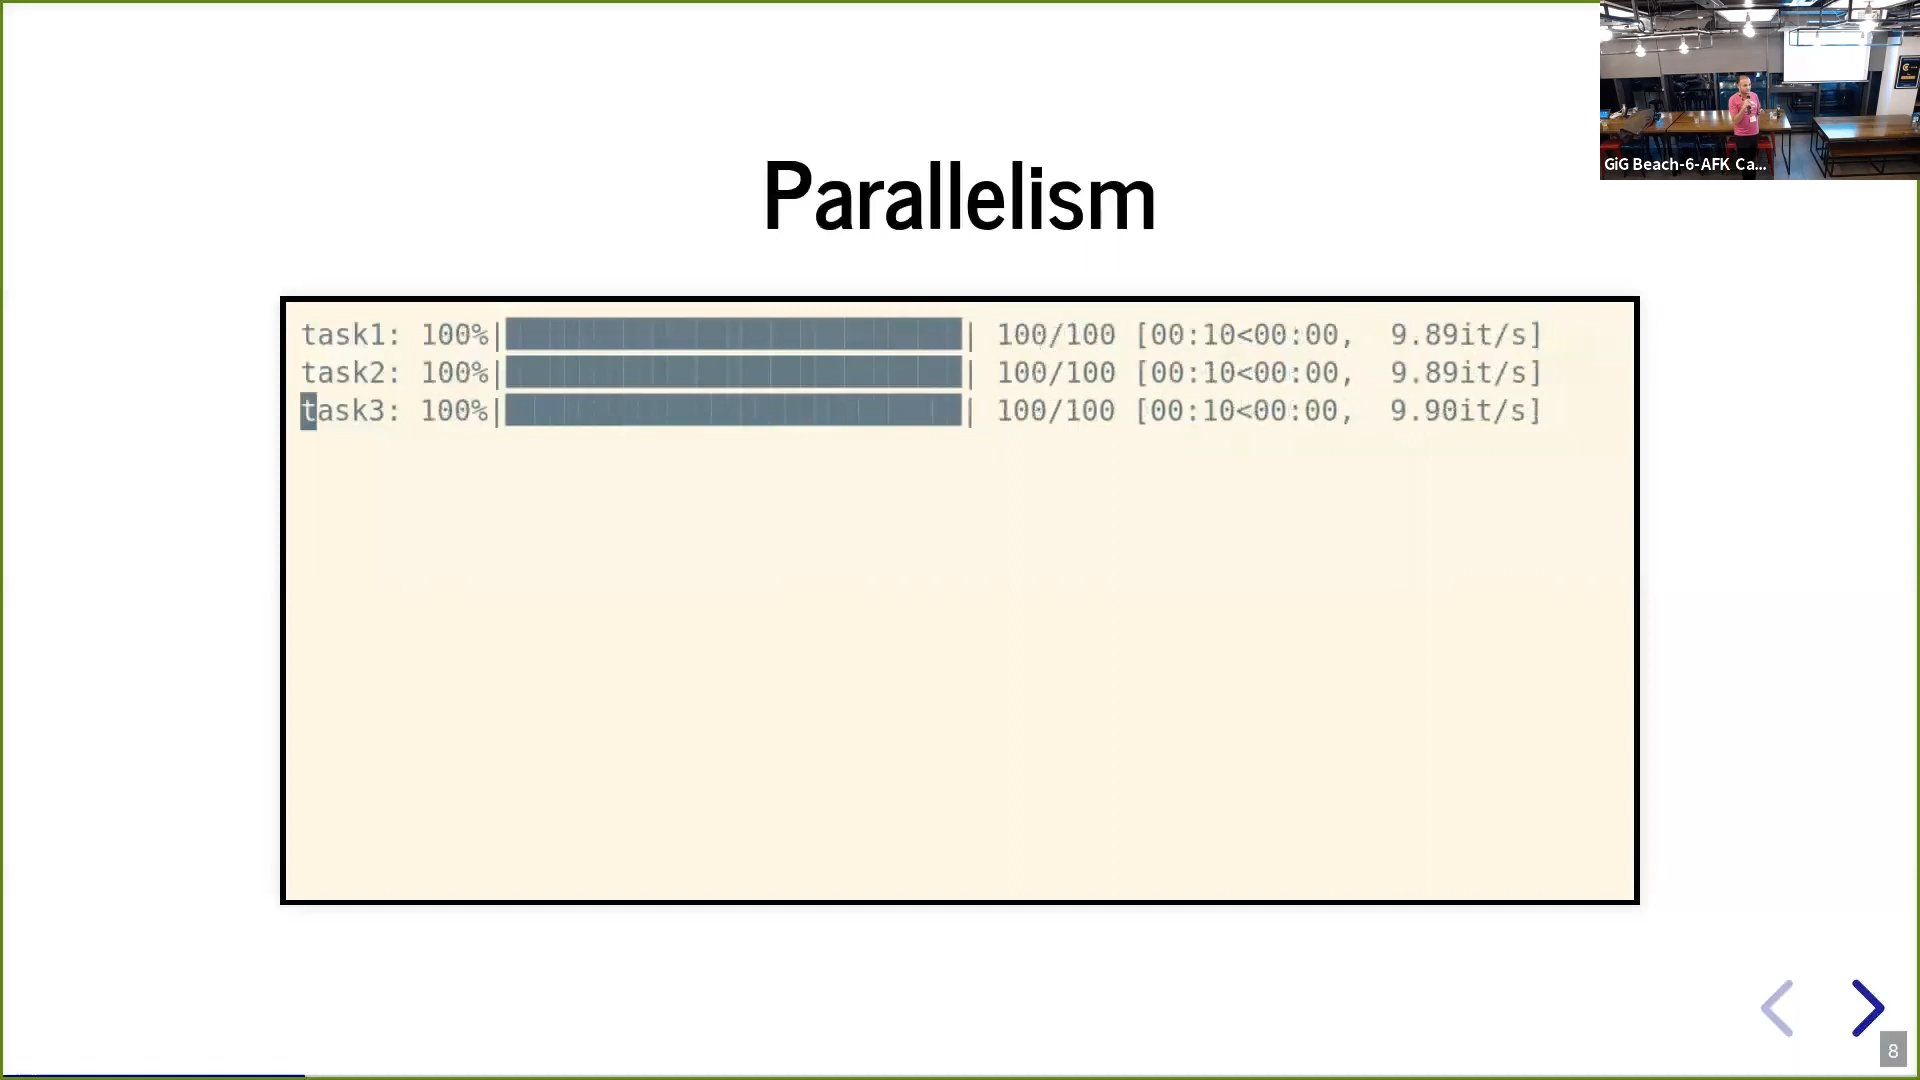 Parallelism
task1: 100%| | 100/100 [00:10<00:00,  9.89it/s]
task2: 100%| | 100/100 [00:10<00:00,  9.89it/s]
task3: 100%| | 100/100 [00:10<00:00,  9.90it/s]
GiG Beach-6-AFK Ca...
8